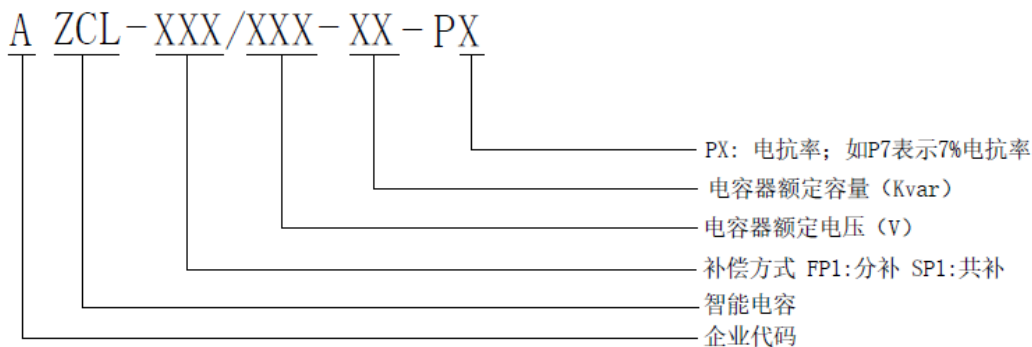 A ZCL-XXX/XXX-XX-PX
PX: 电抗率；如P7表示7%电抗率
电容器额定容量（Kvar）
电容器额定电压（V）
补偿方式 FP1:分补 SP1:共补
智能电容
企业代码